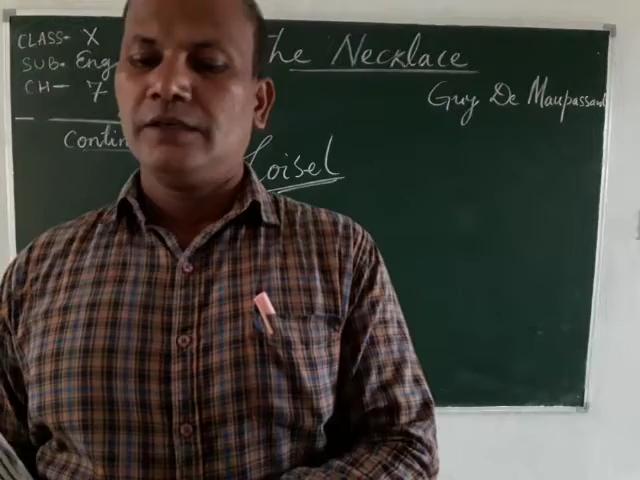 CLASS- X
SUB- Eng
CH- 7
The Necklace
Guy De Maupassant
Contin
Loisel